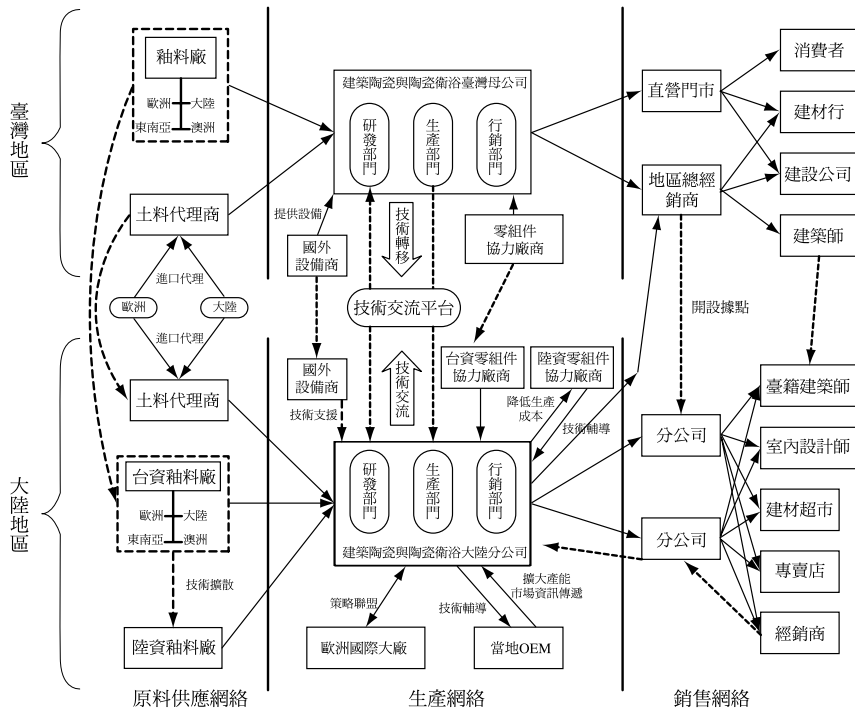 臺灣地區
釉料廠
歐洲 大陸
東南亞 澳洲
土料代理商
進口代理
歐洲
大陸
進口代理
土料代理商
大陸地區
台資釉料廠
歐洲 大陸
東南亞 澳洲
技術擴散
陸資釉料廠
原料供應網絡
建築陶瓷與陶瓷衛浴臺灣母公司
研發部門
生產部門
行銷部門
提供設備
國外
設備商
技術轉移
零組件
協力廠商
技術交流平台
國外
設備商
技術支援
技術交流
台資零組件
協力廠商
陸資零組件
協力廠商
降低生產
成本
技術輔導
研發部門
生產部門
行銷部門
建築陶瓷與陶瓷衛浴大陸分公司
策略聯盟
技術輔導
擴大產能
市場資訊傳遞
歐洲國際大廠
當地OEM
生產網絡
直營門市
地區總經
銷商
消費者
建材行
建設公司
建築師
開設據點
分公司
分公司
臺籍建築師
室內設計師
建材超市
專賣店
經銷商
銷售網絡